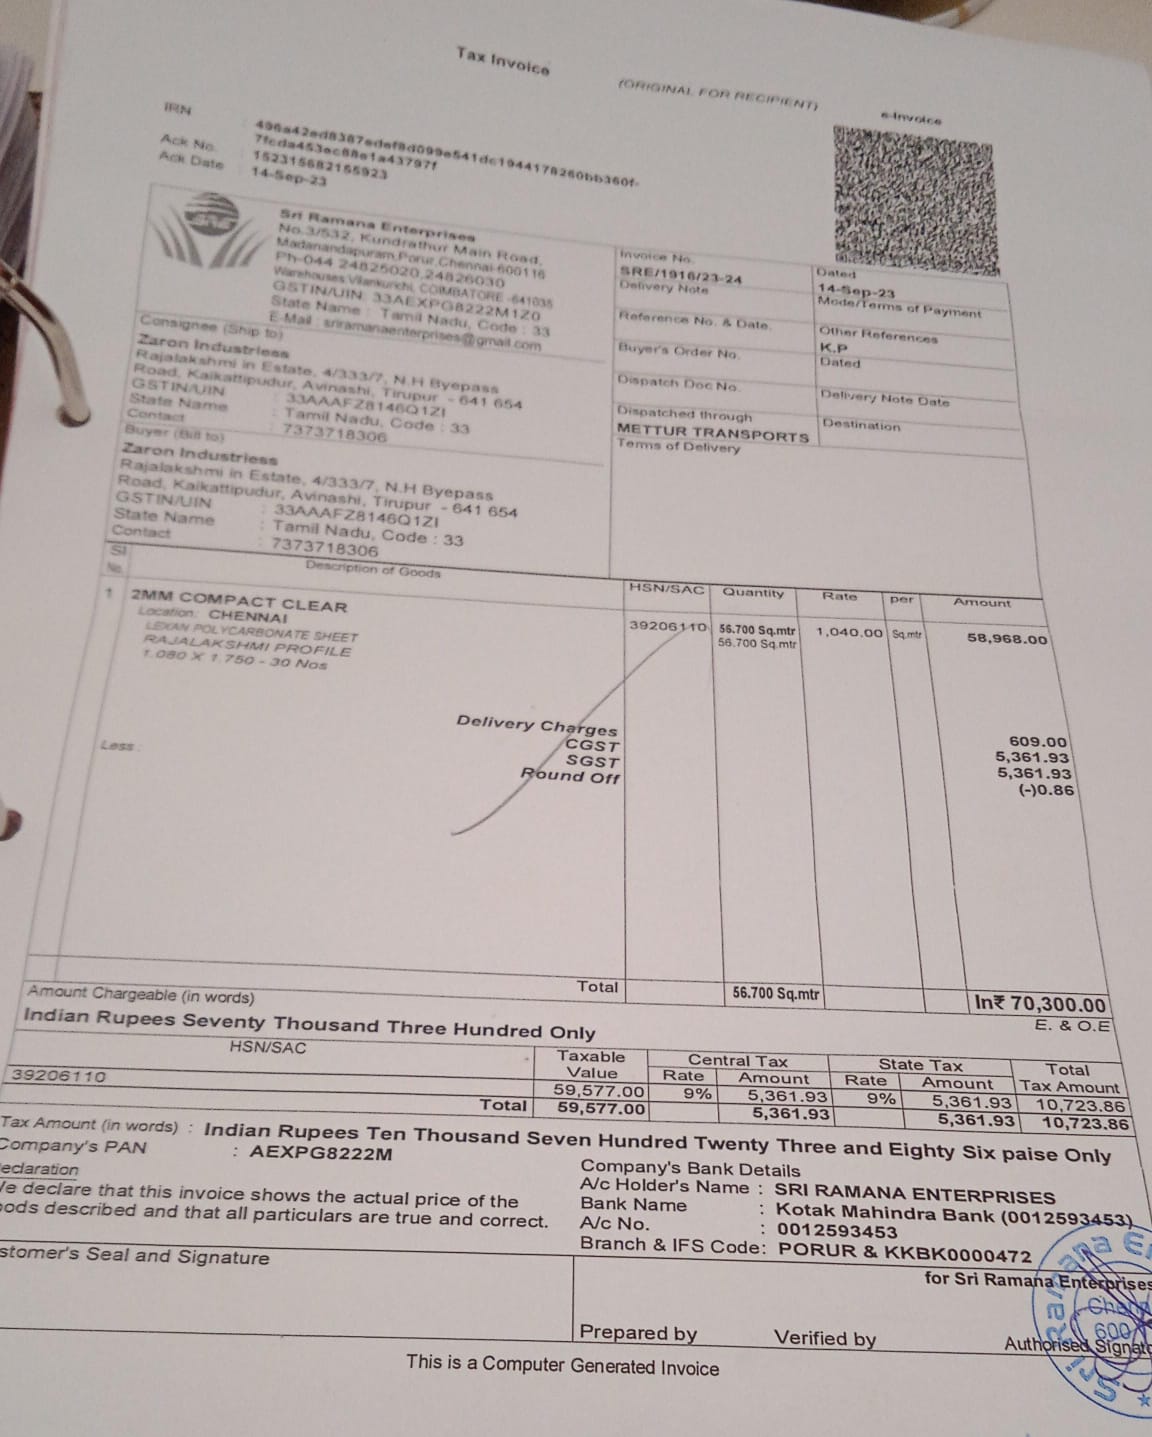 Tax Invoice
(ORIGINAL FOR RECIPIENT)
e-Invoice
IRN : 496a42ed8387edef8d099e541dc1944178260bb360f-
7fcda453ec88e1a43797f
Ack No. : 152315682155923
Ack Date : 14-Sep-23
SRE
Sri Ramana Enterprises
No.3/532, Kundrathur Main Road,
Madanandapuram,Porur,Chennai-600116
Ph-044 24825020,24826030
Warehouses:Vilankurichi, COIMBATORE -641035
GSTIN/UIN: 33AEXPG8222M1Z0
State Name : Tamil Nadu, Code : 33
E-Mail : sriramanaenterprises@gmail.com
Invoice No.
SRE/1916/23-24
Dated
14-Sep-23
Delivery Note
Mode/Terms of Payment
Reference No. & Date.
Other References
K.P
Buyer's Order No.
Dated
Dispatch Doc No.
Delivery Note Date
Dispatched through
METTUR TRANSPORTS
Destination
Terms of Delivery
Consignee (Ship to)
Zaron Industriess
Rajalakshmi in Estate, 4/333/7, N.H Byepass
Road, Kaikattipudur, Avinashi, Tirupur - 641 654
GSTIN/UIN : 33AAAFZ8146Q1ZI
State Name : Tamil Nadu, Code : 33
Contact : 7373718306
Buyer (Bill to)
Zaron Industriess
Rajalakshmi in Estate, 4/333/7, N.H Byepass
Road, Kaikattipudur, Avinashi, Tirupur - 641 654
GSTIN/UIN : 33AAAFZ8146Q1ZI
State Name : Tamil Nadu, Code : 33
Contact : 7373718306
Sl No. Description of Goods HSN/SAC Quantity Rate per Amount
1 2MM COMPACT CLEAR 39206110 56.700 Sq.mtr 1,040.00 Sq.mtr 58,968.00
Location : CHENNAI 56.700 Sq.mtr
LEXAN POLYCARBONATE SHEET
RAJALAKSHMI PROFILE
1.080 X 1.750 - 30 Nos
Delivery Charges 609.00
CGST 5,361.93
SGST 5,361.93
Less : Round Off (-)0.86
Total 56.700 Sq.mtr In₹ 70,300.00
Amount Chargeable (in words) E. & O.E
Indian Rupees Seventy Thousand Three Hundred Only
HSN/SAC Taxable Value Central Tax State Tax Total Tax Amount
Rate Amount Rate Amount
39206110 59,577.00 9% 5,361.93 9% 5,361.93 10,723.86
Total 59,577.00 5,361.93 5,361.93 10,723.86
Tax Amount (in words) : Indian Rupees Ten Thousand Seven Hundred Twenty Three and Eighty Six paise Only
Company's PAN : AEXPG8222M
eclaration
Ve declare that this invoice shows the actual price of the
oods described and that all particulars are true and correct.
Company's Bank Details
A/c Holder's Name : SRI RAMANA ENTERPRISES
Bank Name : Kotak Mahindra Bank (0012593453)
A/c No. : 0012593453
Branch & IFS Code: PORUR & KKBK0000472
stomer's Seal and Signature
for Sri Ramana Enterprises
Prepared by Verified by Authorised Signato
This is a Computer Generated Invoice